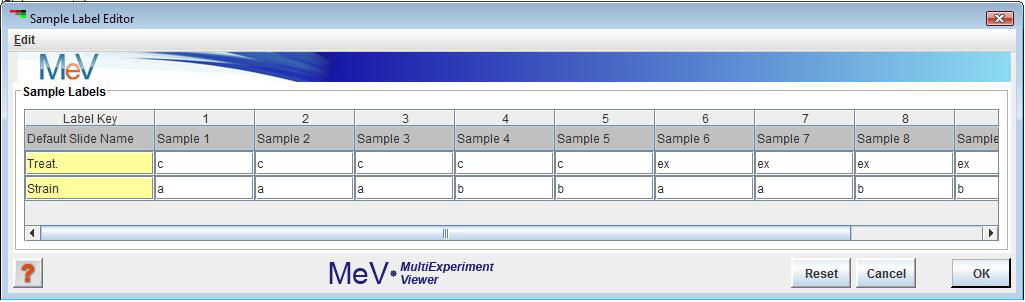 Sample Label Editor
Edit
MeV
Sample Labels
Label Key 1 2 3 4 5 6 7 8
Default Slide Name Sample 1 Sample 2 Sample 3 Sample 4 Sample 5 Sample 6 Sample 7 Sample 8 Sample
Treat. c c c c c ex ex ex ex
Strain a a a b b a a b b
? MeV MultiExperiment Viewer Reset Cancel OK